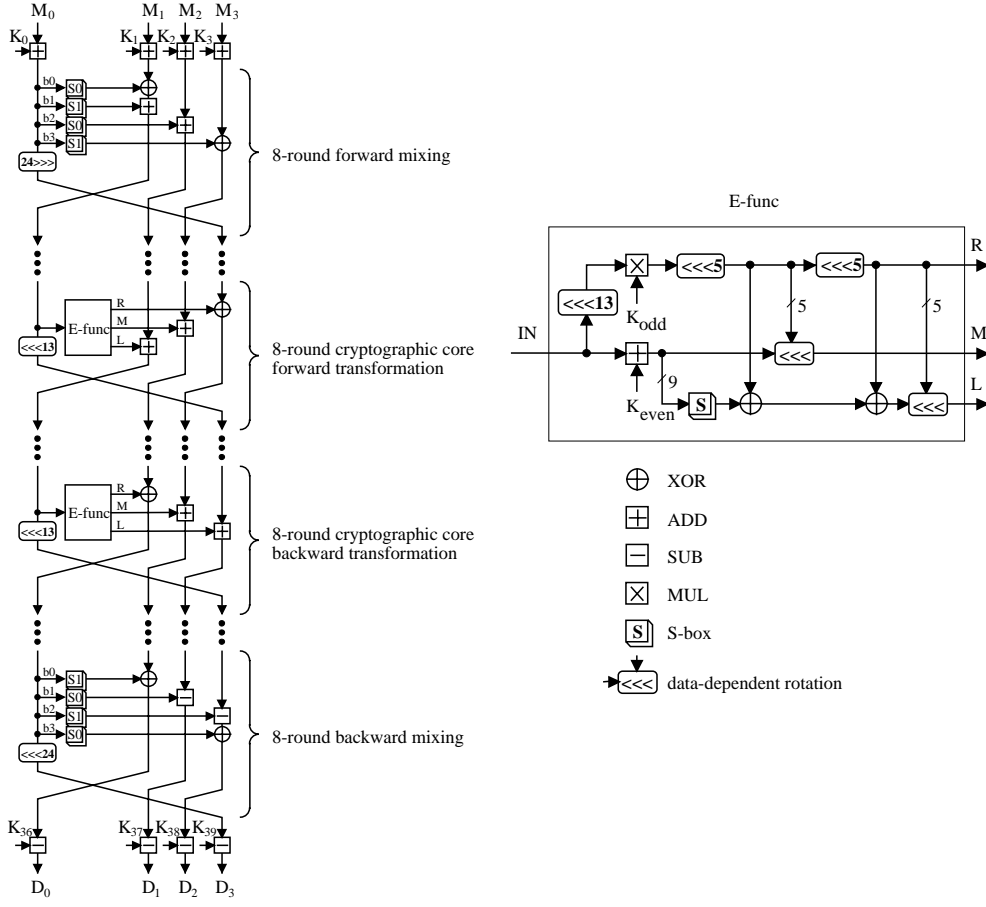 M0 M1 M2 M3
K0 K1 K2 K3
b0 S0
b1 S1
b2 S0
b3 S1
24>>>
8-round forward mixing
E-func
R
M
L
<<<13
8-round cryptographic core
forward transformation
E-func
R
M
L
<<<13
8-round cryptographic core
backward transformation
b0 S1
b1 S0
b2 S1
b3 S0
<<<24
8-round backward mixing
K36 K37 K38 K39
D0 D1 D2 D3
E-func
R
<<<5 <<<5
<<<13
Kodd
5 5
IN
M
<<<
9
L
Keven
S
<<<
XOR
ADD
SUB
MUL
S S-box
<<< data-dependent rotation